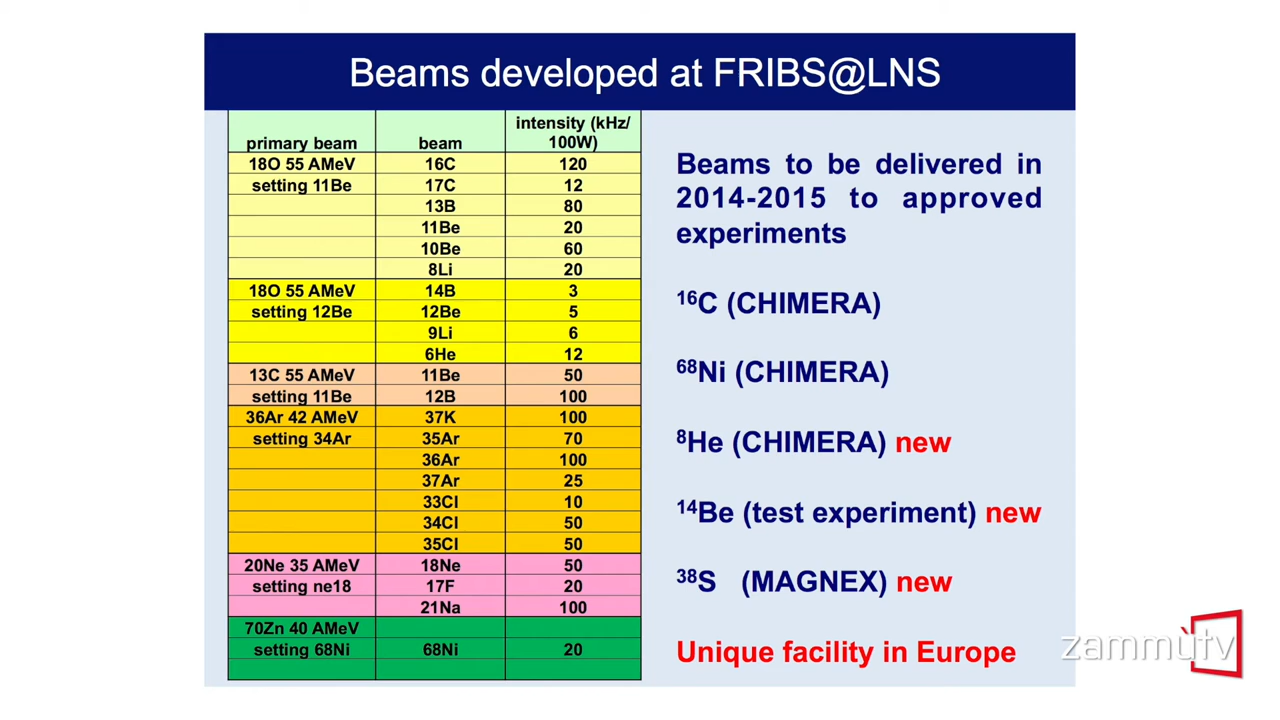 Beams developed at FRIBS@LNS
primary beam beam intensity (kHz/100W)
18O 55 AMeV 16C 120
setting 11Be 17C 12
13B 80
11Be 20
10Be 60
8Li 20
18O 55 AMeV 14B 3
setting 12Be 12Be 5
9Li 6
6He 12
13C 55 AMeV 11Be 50
setting 11Be 12B 100
36Ar 42 AMeV 37K 100
setting 34Ar 35Ar 70
36Ar 100
37Ar 25
33Cl 10
34Cl 50
35Cl 50
20Ne 35 AMeV 18Ne 50
setting ne18 17F 20
21Na 100
70Zn 40 AMeV
setting 68Ni 68Ni 20
Beams to be delivered in
2014-2015 to approved
experiments
¹⁶C (CHIMERA)
⁶⁸Ni (CHIMERA)
⁸He (CHIMERA) new
¹⁴Be (test experiment) new
³⁸S (MAGNEX) new
Unique facility in Europe
zammùtv